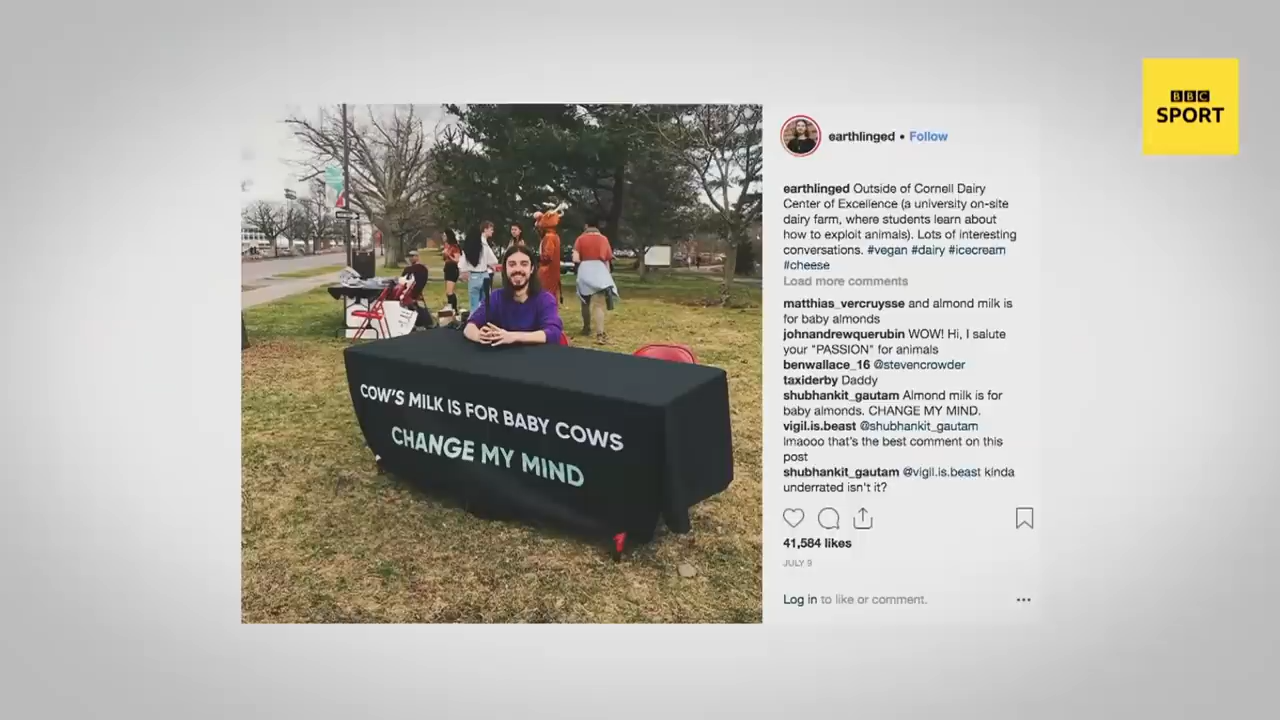 BBC
SPORT
earthlinged • Follow
earthlinged Outside of Cornell Dairy
Center of Excellence (a university on-site
dairy farm, where students learn about
how to exploit animals). Lots of interesting
conversations. #vegan #dairy #icecream
#cheese
Load more comments
matthias_vercruysse and almond milk is
for baby almonds
johnandrewquerubin WOW! Hi, I salute
your "PASSION" for animals
benwallace_16 @stevencrowder
taxiderby Daddy
shubhankit_gautam Almond milk is for
baby almonds. CHANGE MY MIND.
vigil.is.beast @shubhankit_gautam
lmaooo that's the best comment on this
post
shubhankit_gautam @vigil.is.beast kinda
underrated isn't it?
41,584 likes
JULY 9
Log in to like or comment.
COW'S MILK IS FOR BABY COWS
CHANGE MY MIND